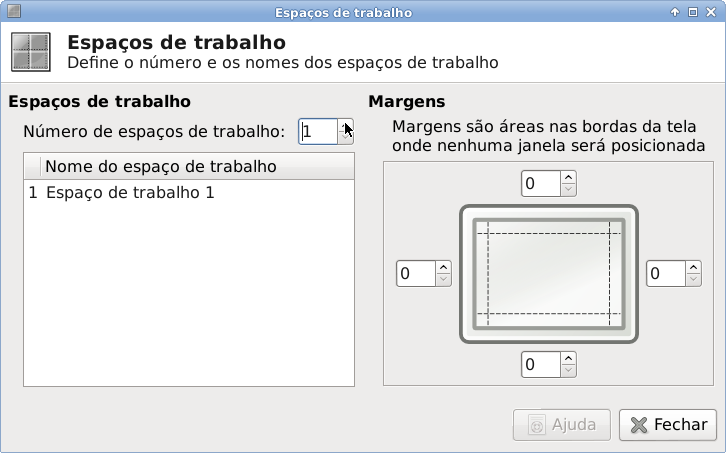 Espaços de trabalho
Espaços de trabalho
Define o número e os nomes dos espaços de trabalho
Espaços de trabalho
Número de espaços de trabalho: 1
Nome do espaço de trabalho
1 Espaço de trabalho 1
Margens
Margens são áreas nas bordas da tela
onde nenhuma janela será posicionada
0
0
0
0
Ajuda
Fechar